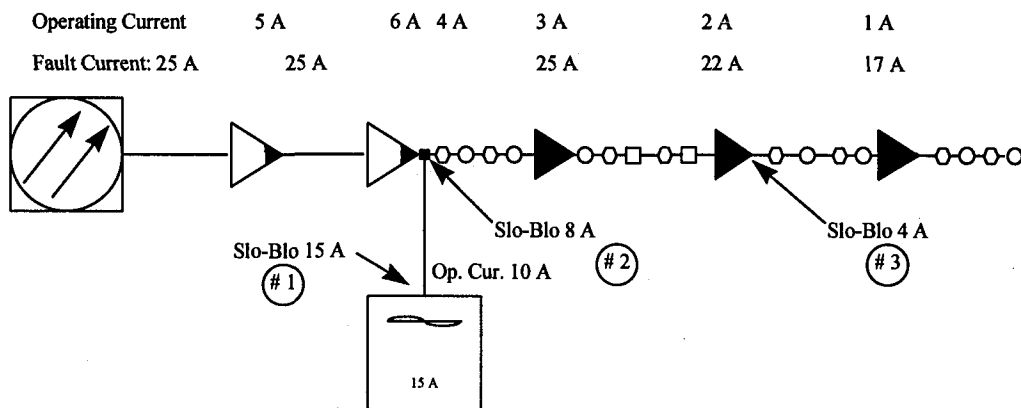 Operating Current 5 A 6 A 4 A 3 A 2 A 1 A
Fault Current: 25 A 25 A 25 A 22 A 17 A
Slo-Blo 15 A
# 1
Op. Cur. 10 A
Slo-Blo 8 A
# 2
Slo-Blo 4 A
# 3
15 A